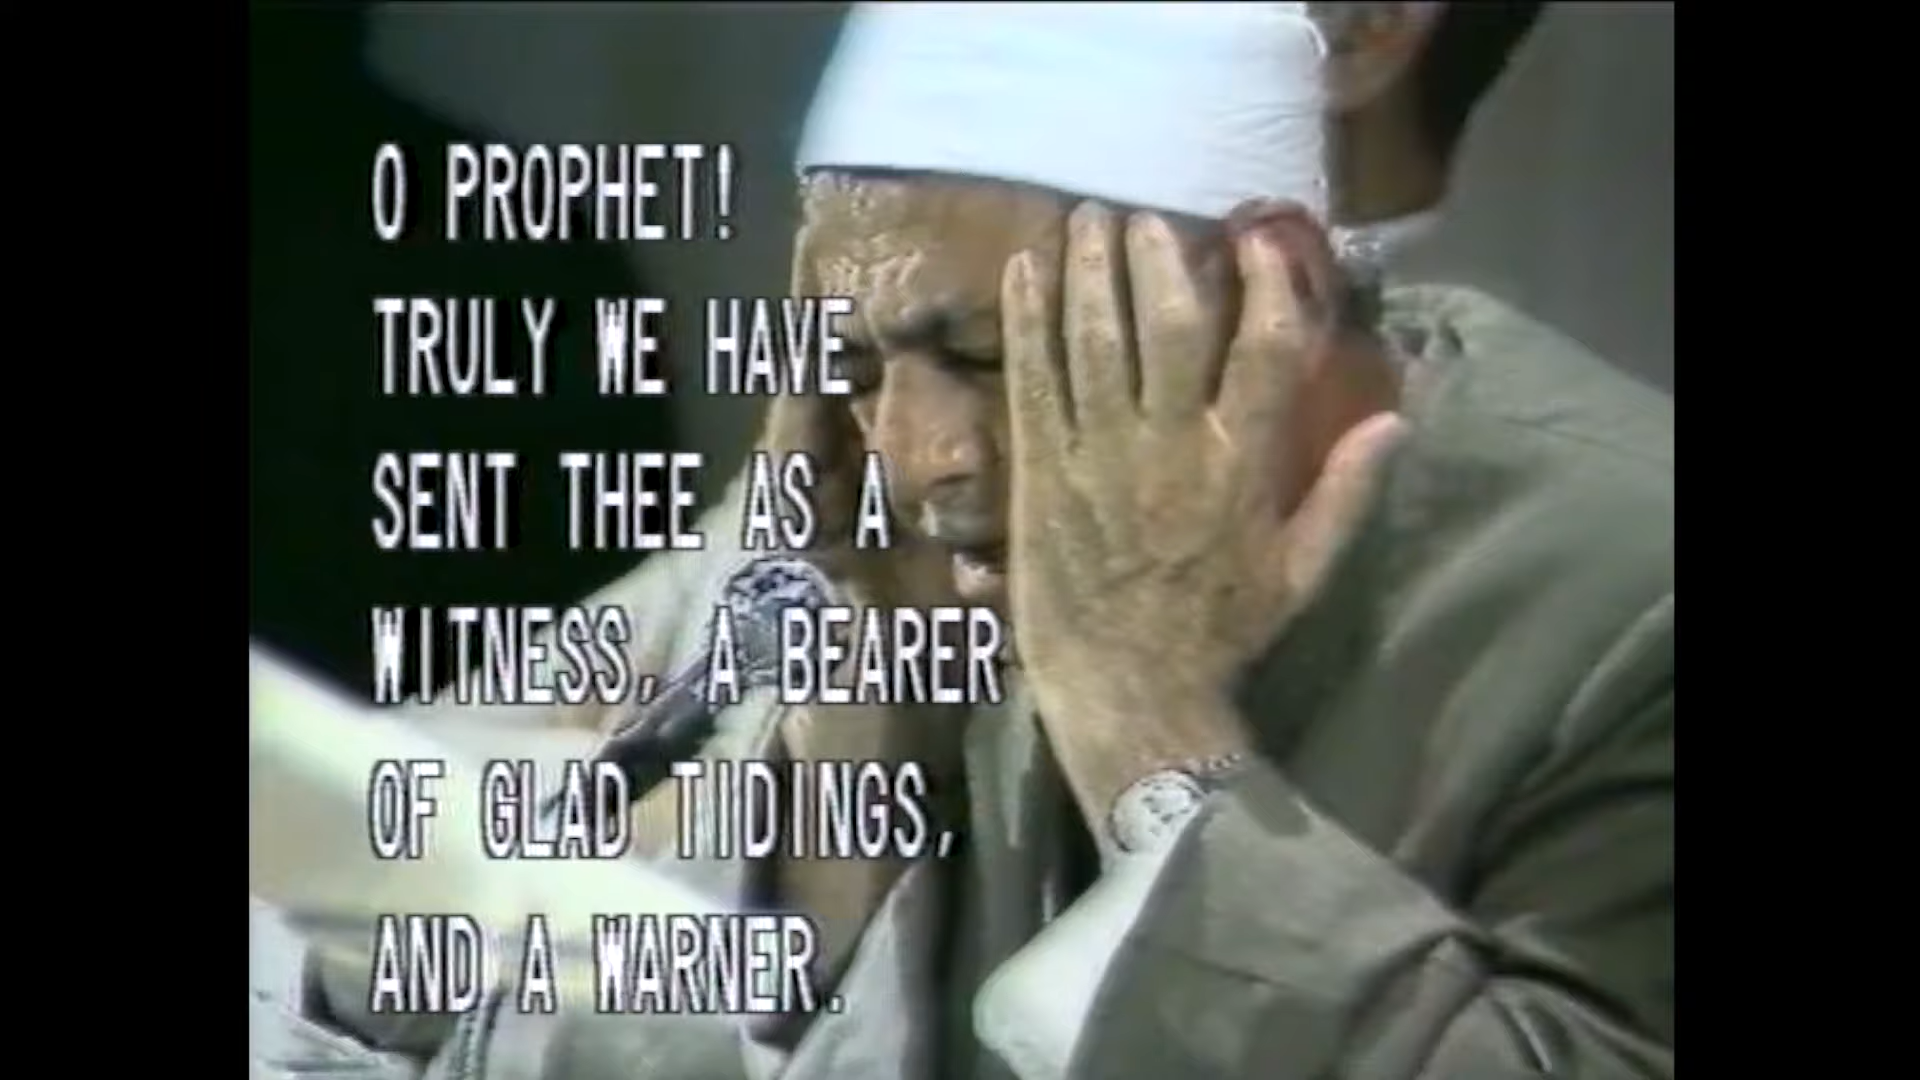 O PROPHET!
TRULY WE HAVE
SENT THEE AS A
WITNESS, A BEARER
OF GLAD TIDINGS,
AND A WARNER.